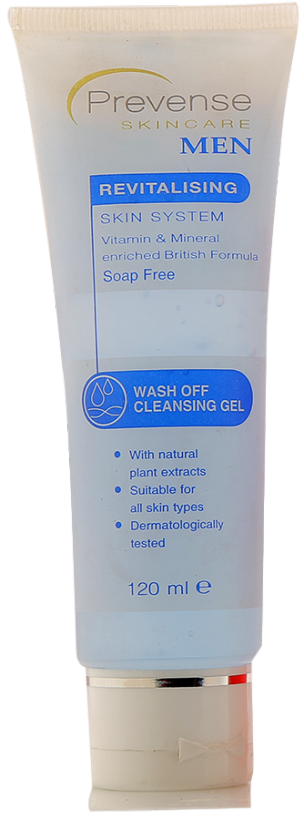 Prevense
SKINCARE
MEN
REVITALISING
SKIN SYSTEM
Vitamin & Mineral
enriched British Formula
Soap Free
WASH OFF
CLEANSING GEL
• With natural
plant extracts
• Suitable for
all skin types
• Dermatologically
tested
120 ml ℮